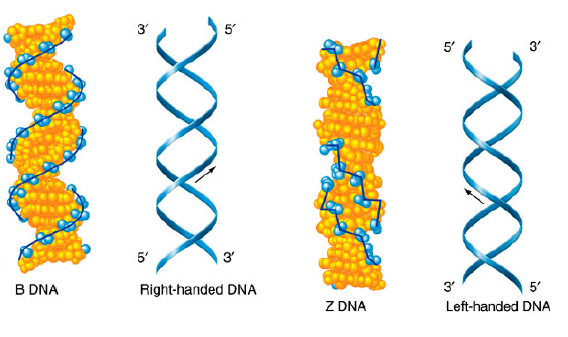 3′ 5′
5′ 3′
B DNA
Right-handed DNA
5′ 3′
3′ 5′
Z DNA
Left-handed DNA